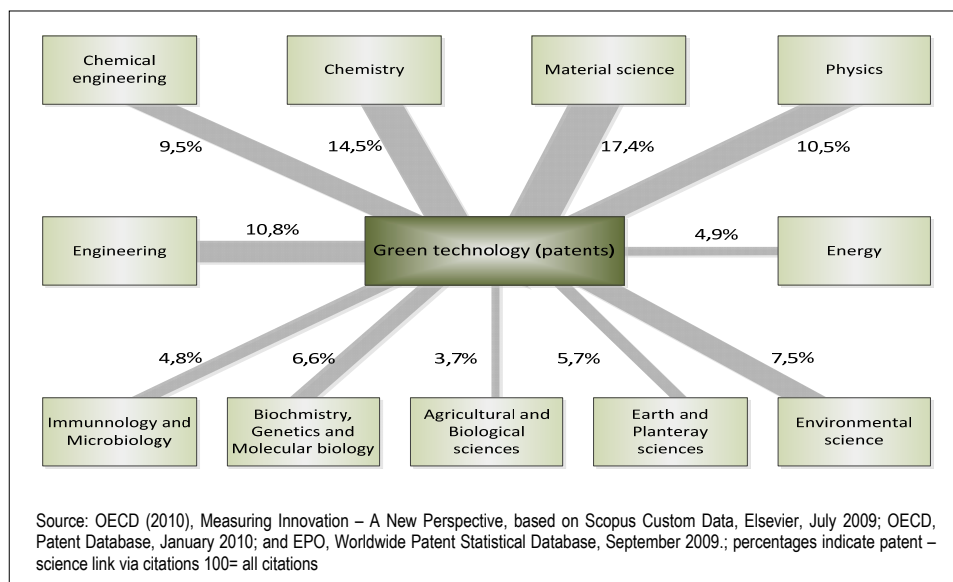 Chemical
engineering
Chemistry
Material science
Physics
9,5%
14,5%
17,4%
10,5%
Engineering
10,8%
Green technology (patents)
4,9%
Energy
4,8%
6,6%
3,7%
5,7%
7,5%
Immunnology and
Microbiology
Biochmistry,
Genetics and
Molecular biology
Agricultural and
Biological
sciences
Earth and
Planteray
sciences
Environmental
science
Source: OECD (2010), Measuring Innovation – A New Perspective, based on Scopus Custom Data, Elsevier, July 2009; OECD,
Patent Database, January 2010; and EPO, Worldwide Patent Statistical Database, September 2009.; percentages indicate patent –
science link via citations 100= all citations